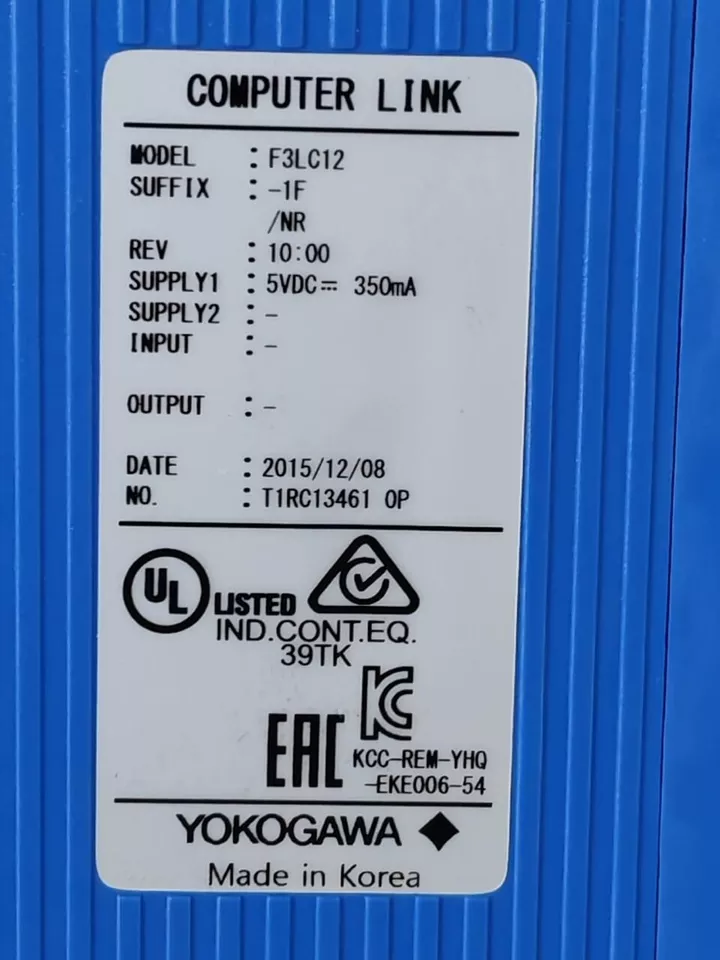 COMPUTER LINK
MODEL : F3LC12
SUFFIX : -1F
/NR
REV : 10:00
SUPPLY1 : 5VDC⎓ 350mA
SUPPLY2 : -
INPUT : -
OUTPUT : -
DATE : 2015/12/08
NO. : T1RC13461 0P
UL LISTED
IND.CONT.EQ.
39TK
KC
EAC KCC-REM-YHQ
-EKE006-54
YOKOGAWA ◆
Made in Korea